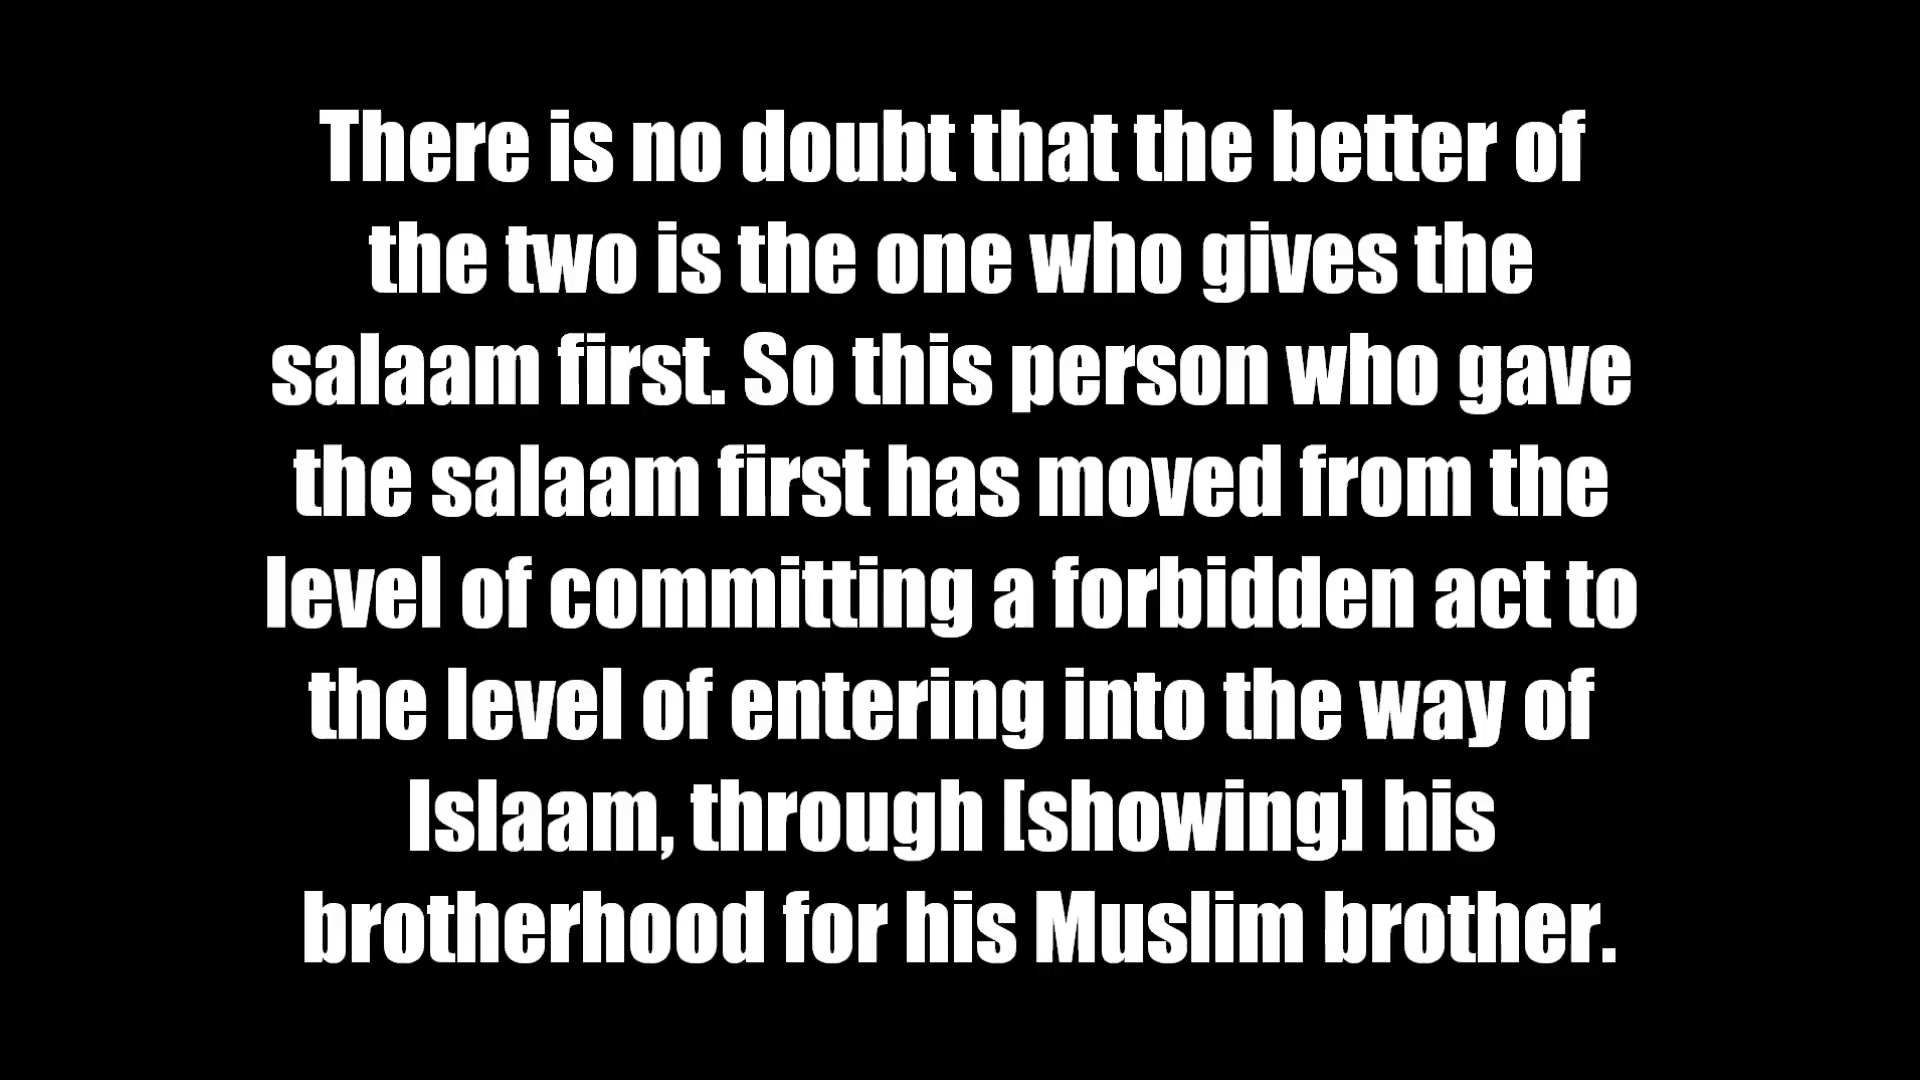 There is no doubt that the better of
the two is the one who gives the
salaam first. So this person who gave
the salaam first has moved from the
level of committing a forbidden act to
the level of entering into the way of
Islaam, through [showing] his
brotherhood for his Muslim brother.